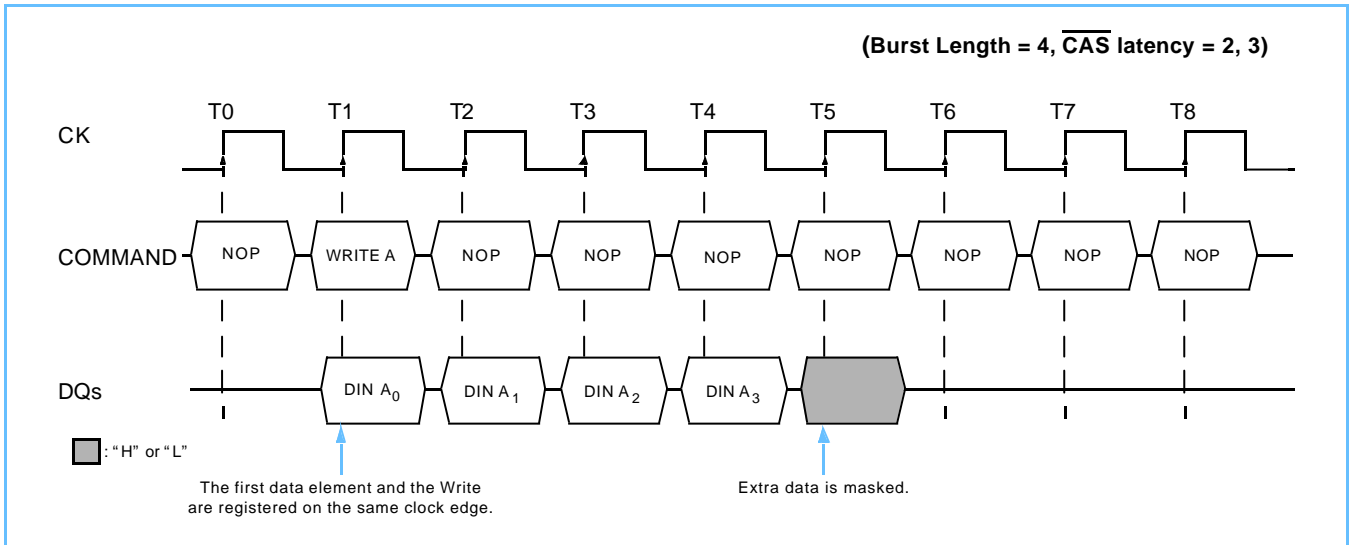 (Burst Length = 4, CAS latency = 2, 3)
T0 T1 T2 T3 T4 T5 T6 T7 T8
CK
COMMAND NOP WRITE A NOP NOP NOP NOP NOP NOP NOP
DQs DIN A0 DIN A1 DIN A2 DIN A3
: “H” or “L”
The first data element and the Write
are registered on the same clock edge.
Extra data is masked.